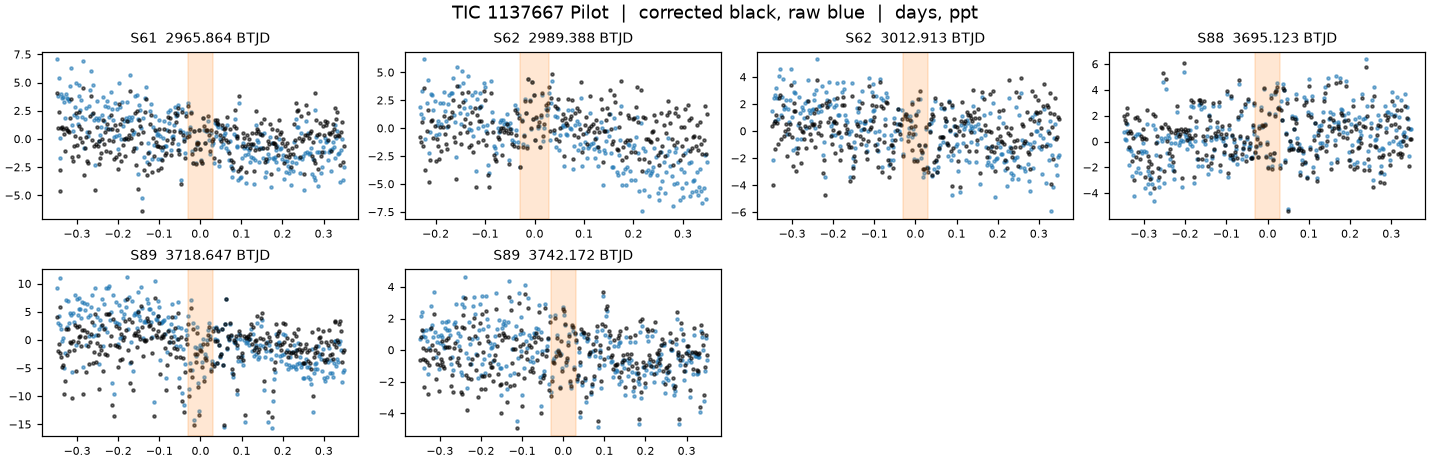 TIC 1137667 Pilot | corrected black, raw blue | days, ppt
S61 2965.864 BTJD
S62 2989.388 BTJD
S62 3012.913 BTJD
S88 3695.123 BTJD
7.5
5.0
2.5
0.0
−2.5
−5.0
−0.3 −0.2 −0.1 0.0 0.1 0.2 0.3
5.0
2.5
0.0
−2.5
−5.0
−7.5
−0.2 −0.1 0.0 0.1 0.2 0.3
4
2
0
−2
−4
−6
−0.3 −0.2 −0.1 0.0 0.1 0.2 0.3
6
4
2
0
−2
−4
−0.3 −0.2 −0.1 0.0 0.1 0.2 0.3
S89 3718.647 BTJD
S89 3742.172 BTJD
10
5
0
−5
−10
−15
−0.3 −0.2 −0.1 0.0 0.1 0.2 0.3
4
2
0
−2
−4
−0.3 −0.2 −0.1 0.0 0.1 0.2 0.3